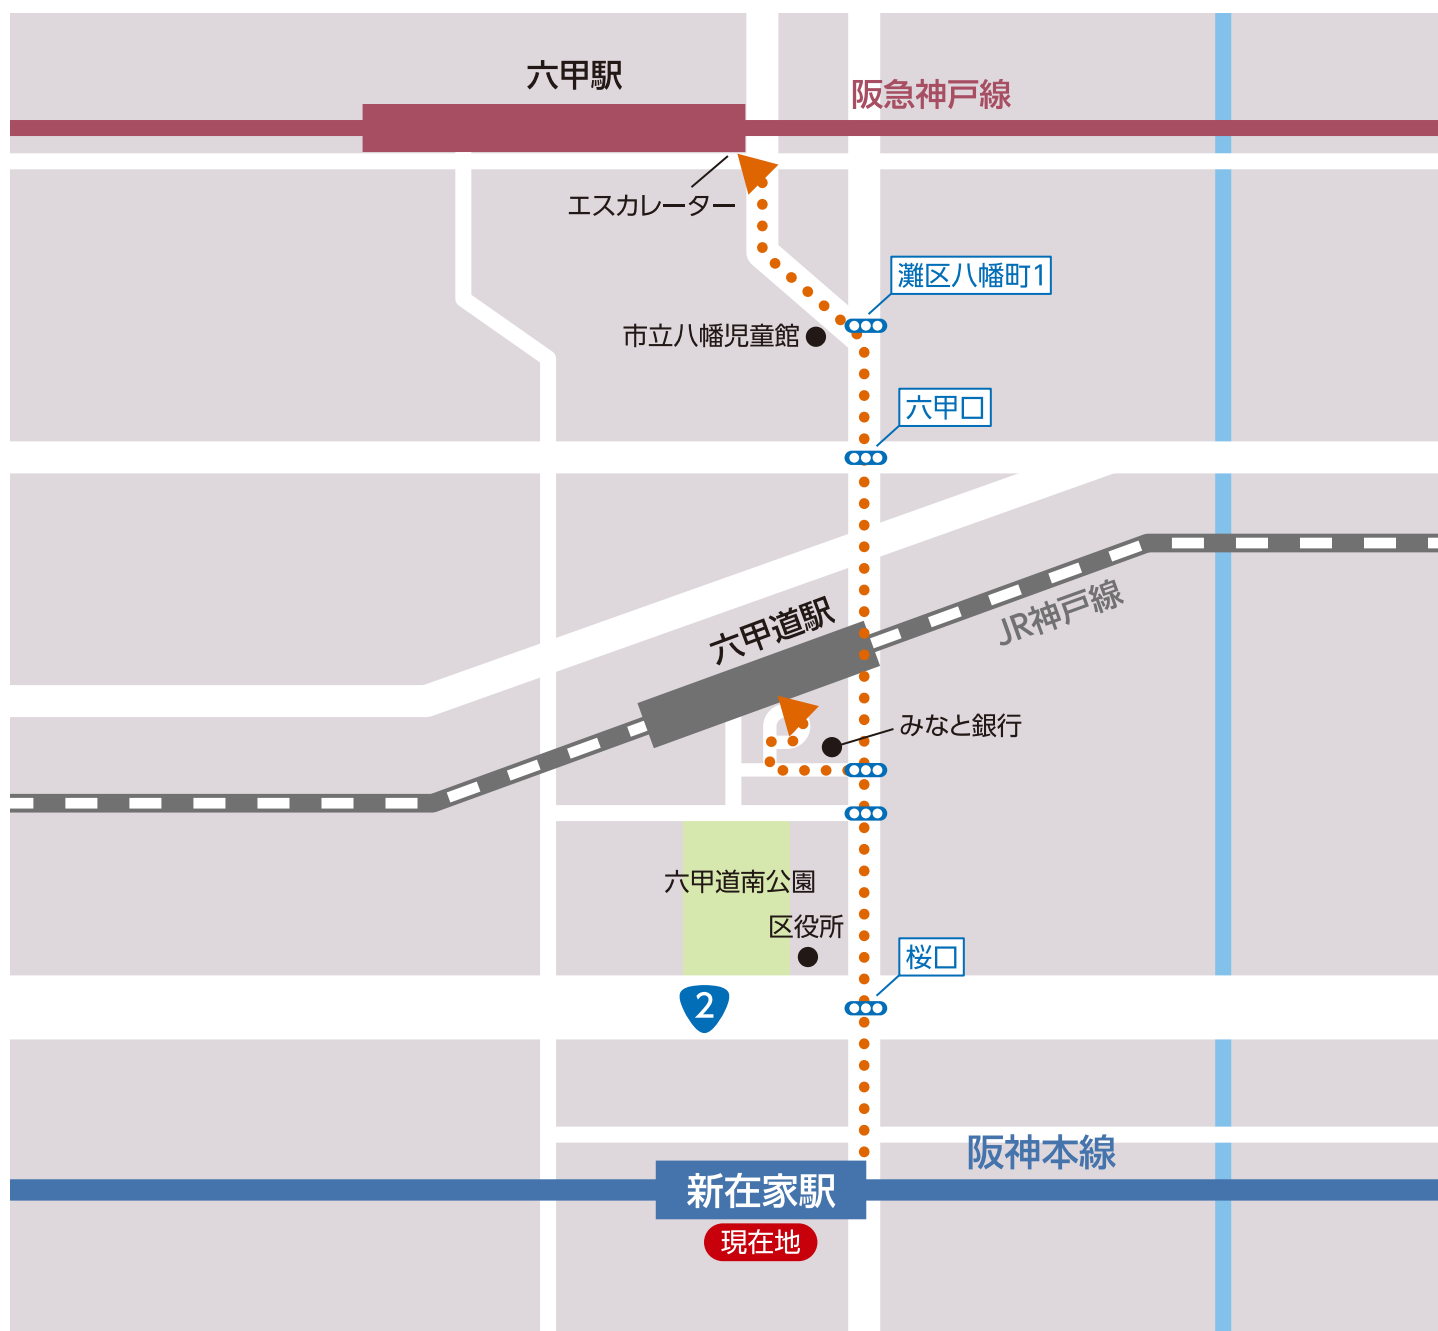 六甲駅
阪急神戸線
エスカレーター
灘区八幡町1
市立八幡児童館
六甲口
六甲道駅
JR神戸線
みなと銀行
六甲道南公園
区役所
桜口
2
阪神本線
新在家駅
現在地